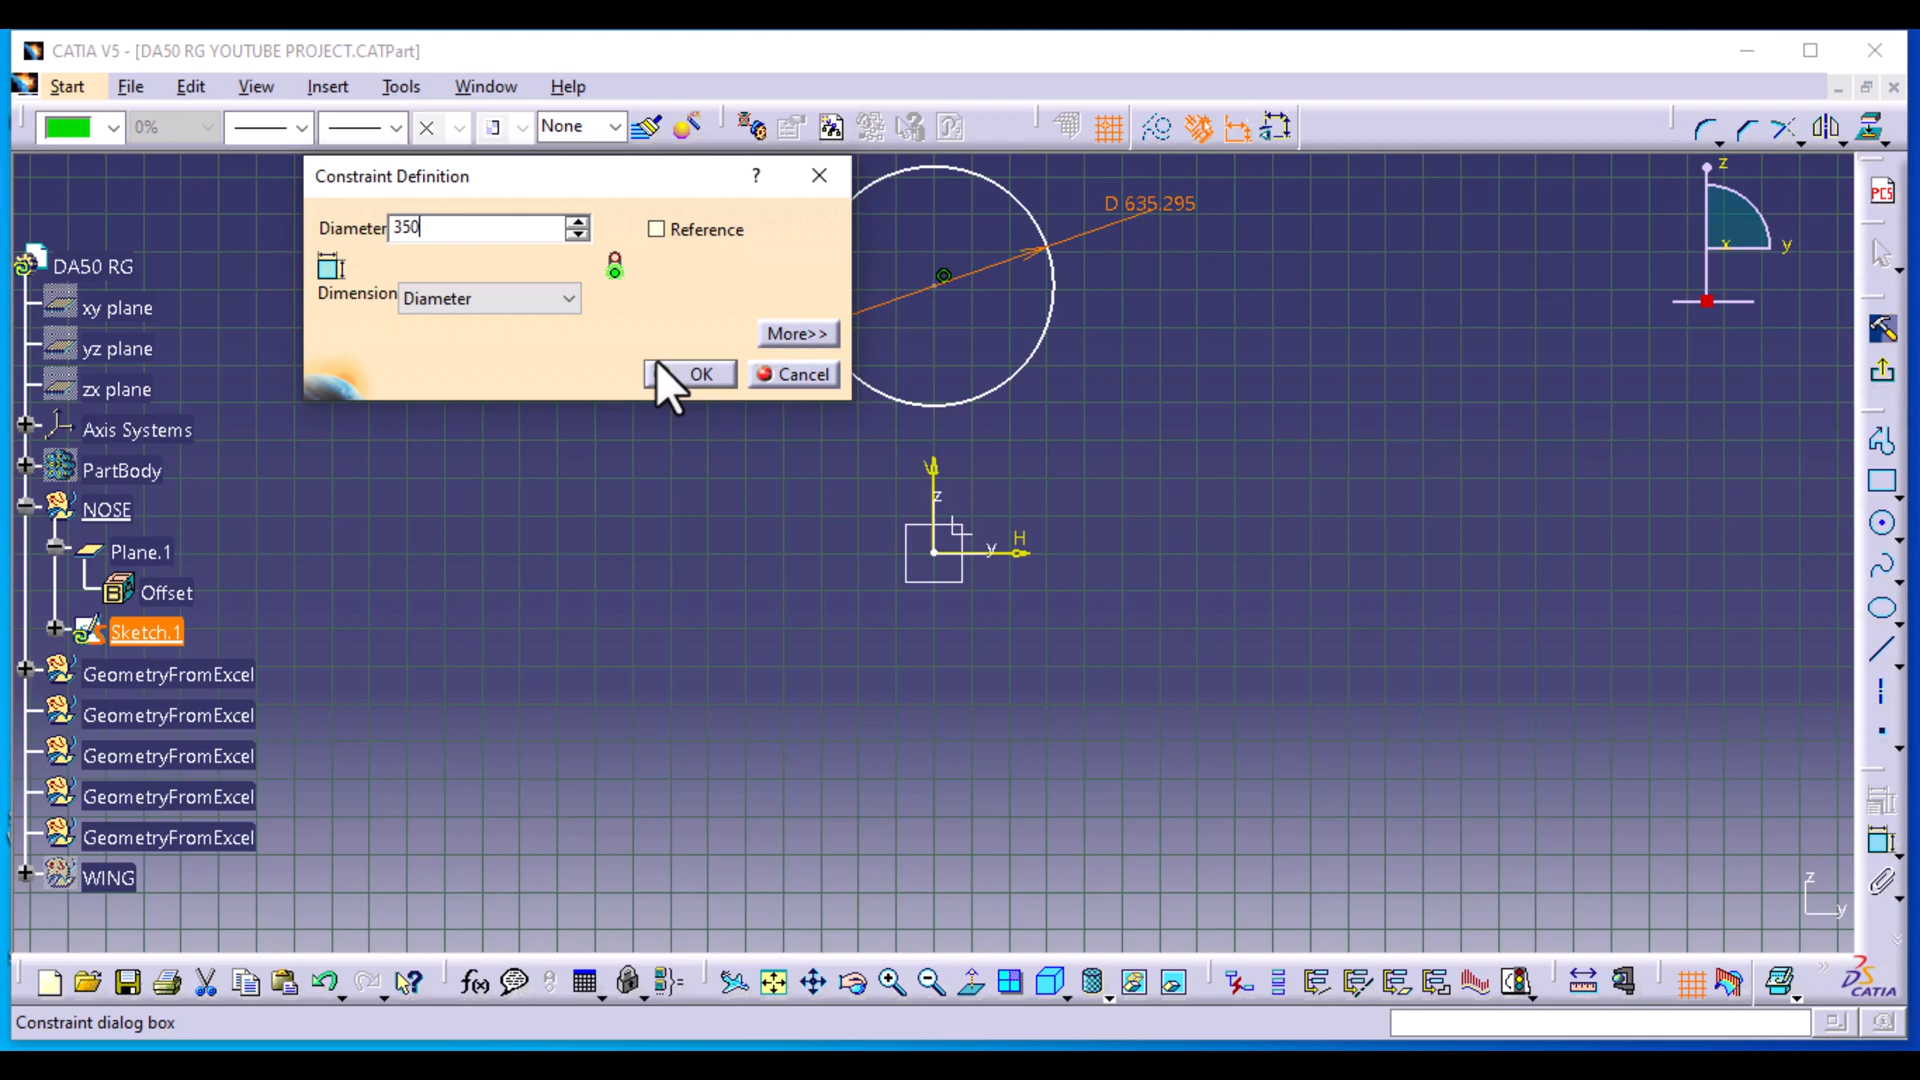 CATIA V5 - [DA50 RG YOUTUBE PROJECT.CATPart]
Start File Edit View Insert Tools Window Help
0% None
Constraint Definition ?
Diameter 350 Reference
Dimension Diameter
More>>
OK Cancel
D 635.295
z
x y
DA50 RG
xy plane
yz plane
zx plane
Axis Systems
PartBody
NOSE
Plane.1
Offset
Sketch.1
GeometryFromExcel
GeometryFromExcel
GeometryFromExcel
GeometryFromExcel
GeometryFromExcel
WING
V
z
H
y
PCS
z
y
f(x)
CATIA
Constraint dialog box